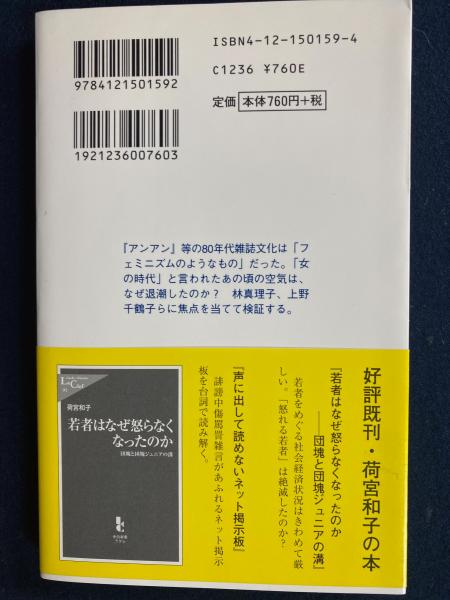 ISBN4-12-150159-4
C1236 ¥760E
定価 本体760円+税
9784121501592
1921236007603
『アンアン』等の80年代雑誌文化は「フ
ェミニズムのようなもの」だった。「女
の時代」と言われたあの頃の空気は、
なぜ退潮したのか? 林真理子、上野
千鶴子らに焦点を当てて検証する。
好評既刊・荷宮和子の本
『若者はなぜ怒らなくなったのか
──団塊と団塊ジュニアの溝』
若者をめぐる社会経済状況はきわめて厳
しい。「怒れる若者」は絶滅したのか?
『声に出して読めないネット掲示板』
誹謗中傷罵詈雑言があふれるネット掲示
板を台詞で読み解く。
荷宮和子
若者はなぜ怒らなく
なったのか
団塊と団塊ジュニアの溝
中公新書
ラクレ